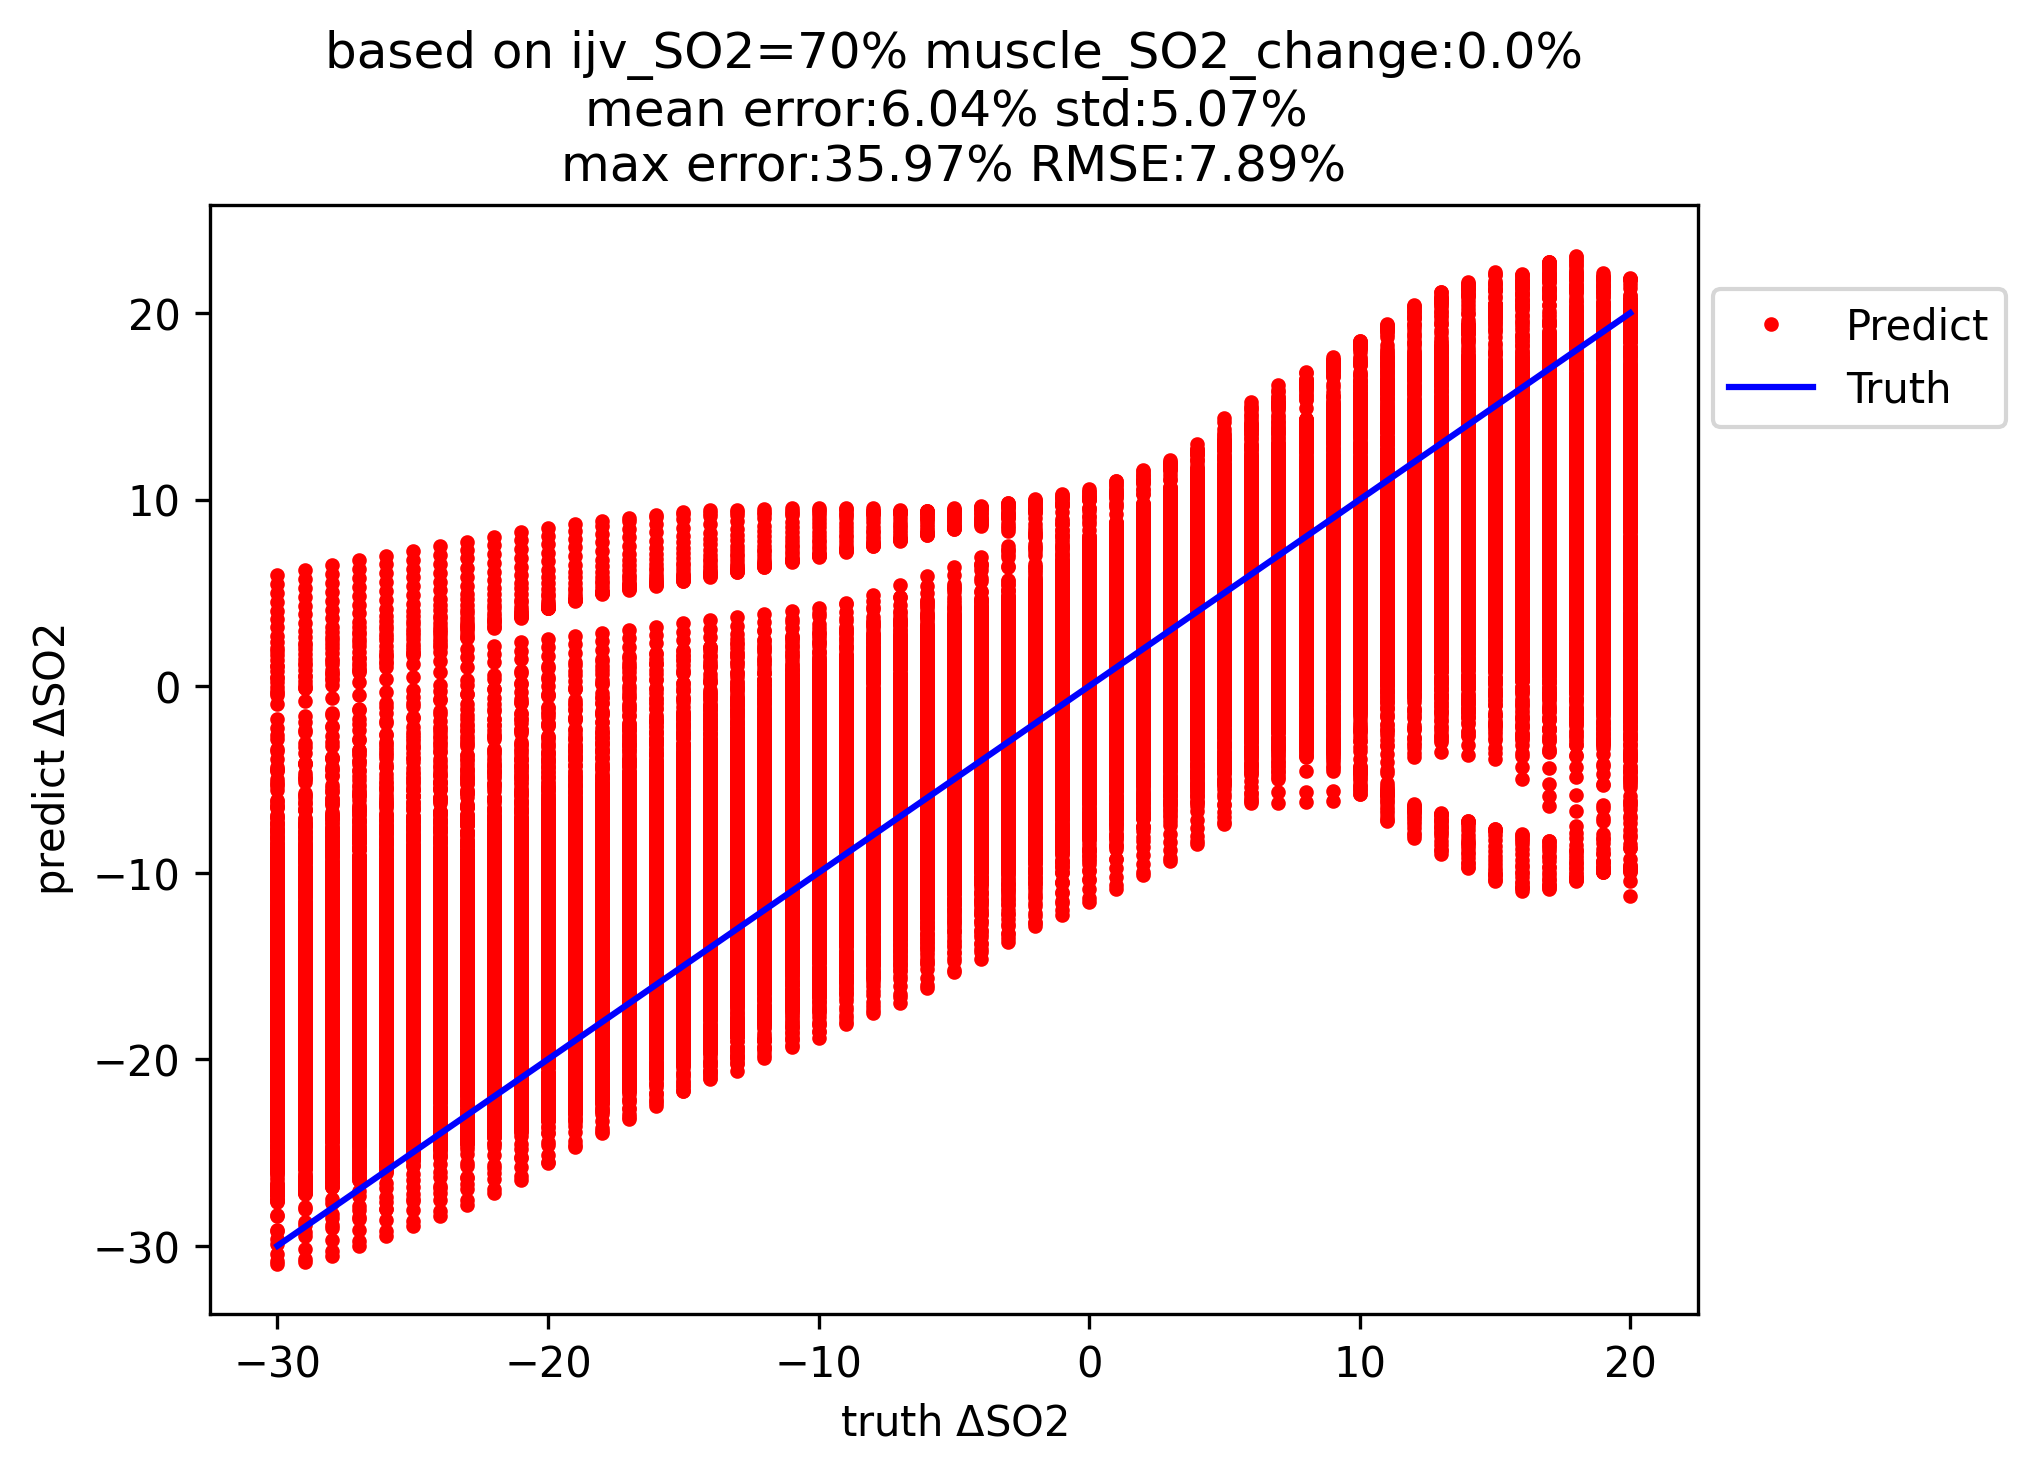 based on ijv_SO2=70% muscle_SO2_change:0.0%
mean error:6.04% std:5.07%
max error:35.97% RMSE:7.89%
Predict
Truth
20
10
0
−10
−20
−30
predict ΔSO2
−30 −20 −10 0 10 20
truth ΔSO2